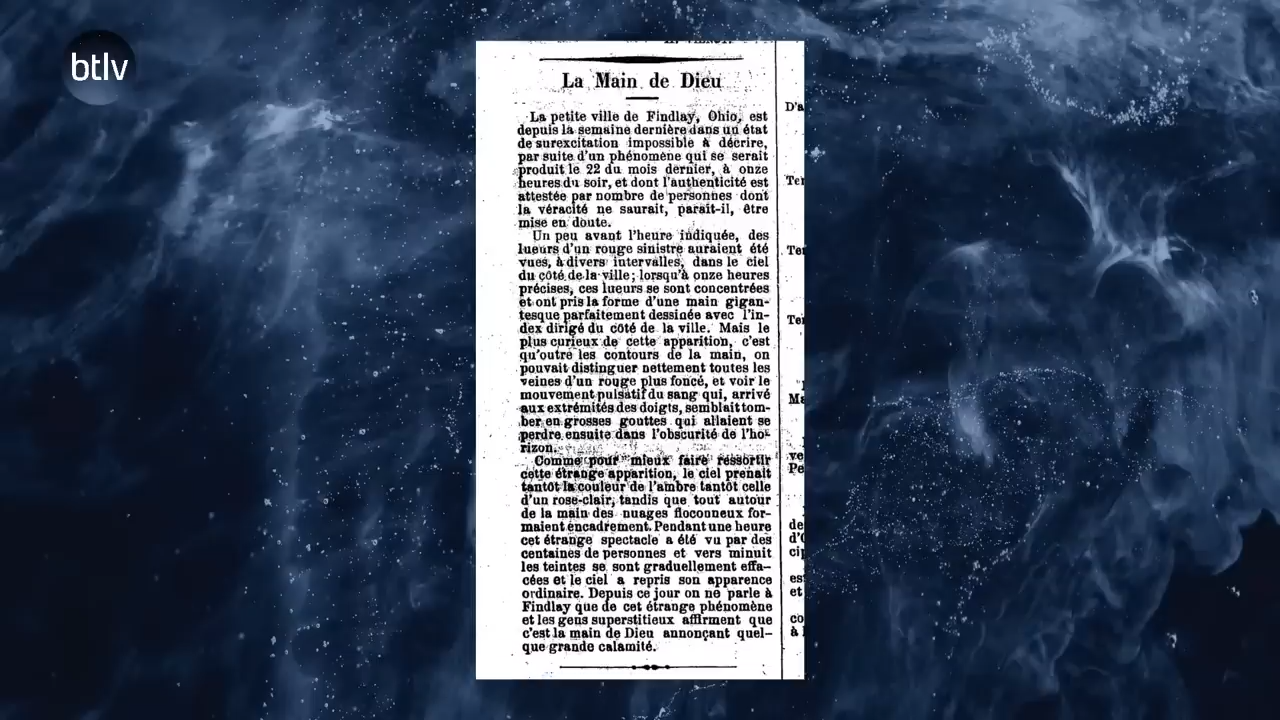 btlv
La Main de Dieu
La petite ville de Findlay, Ohio, est
depuis la semaine dernière dans un état
de surexcitation impossible à décrire,
par suite d'un phénomène qui se serait
produit le 22 du mois dernier, à onze
heures du soir, et dont l'authenticité est
attestée par nombre de personnes dont
la véracité ne saurait, paraît-il, être
mise en doute.
Un peu avant l'heure indiquée, des
lueurs d'un rouge sinistre auraient été
vues, à divers intervalles, dans le ciel
du côté de la ville; lorsqu'à onze heures
précises, ces lueurs se sont concentrées
et ont pris la forme d'une main gigan-
tesque parfaitement dessinée avec l'in-
dex dirigé du côté de la ville. Mais le
plus curieux de cette apparition, c'est
qu'outre les contours de la main, on
pouvait distinguer nettement toutes les
veines d'un rouge plus foncé, et voir le
mouvement pulsatif du sang qui, arrivé
aux extrémités des doigts, semblait tom-
ber en grosses gouttes qui allaient se
perdre ensuite dans l'obscurité de l'ho-
rizon.
Comme pour mieux faire ressortir
cette étrange apparition, le ciel prenait
tantôt la couleur de l'ambre tantôt celle
d'un rose-clair, tandis que tout autour
de la main des nuages floconneux for-
maient encadrement. Pendant une heure
cet étrange spectacle a été vu par des
centaines de personnes et vers minuit
les teintes se sont graduellement effa-
cées et le ciel a repris son apparence
ordinaire. Depuis ce jour on ne parle à
Findlay que de cet étrange phénomène
et les gens superstitieux affirment que
c'est la main de Dieu annonçant quel-
que grande calamité.
D'a
Ter
Ter
Ter
Ma
ve
Pe
de
d'C
cip
es
et
co
à l